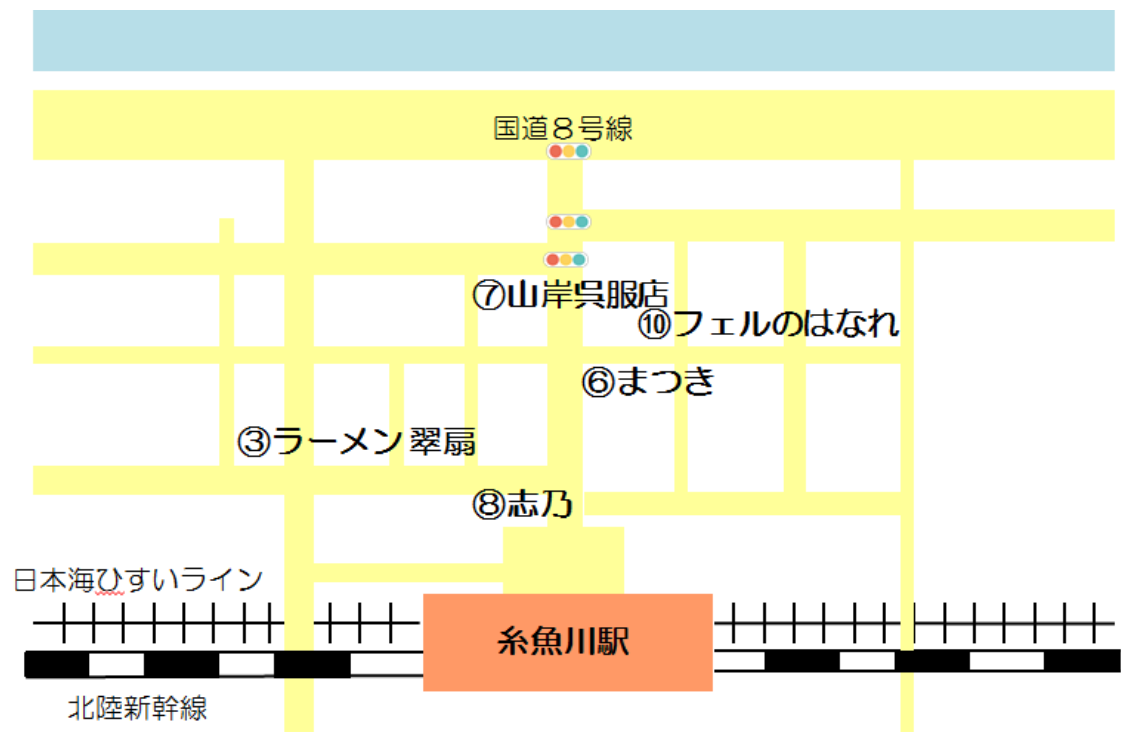 国道８号線
⑦山岸呉服店
⑩フェルのはなれ
⑥まつき
③ラーメン 翠扇
⑧志乃
日本海ひすいライン
糸魚川駅
北陸新幹線